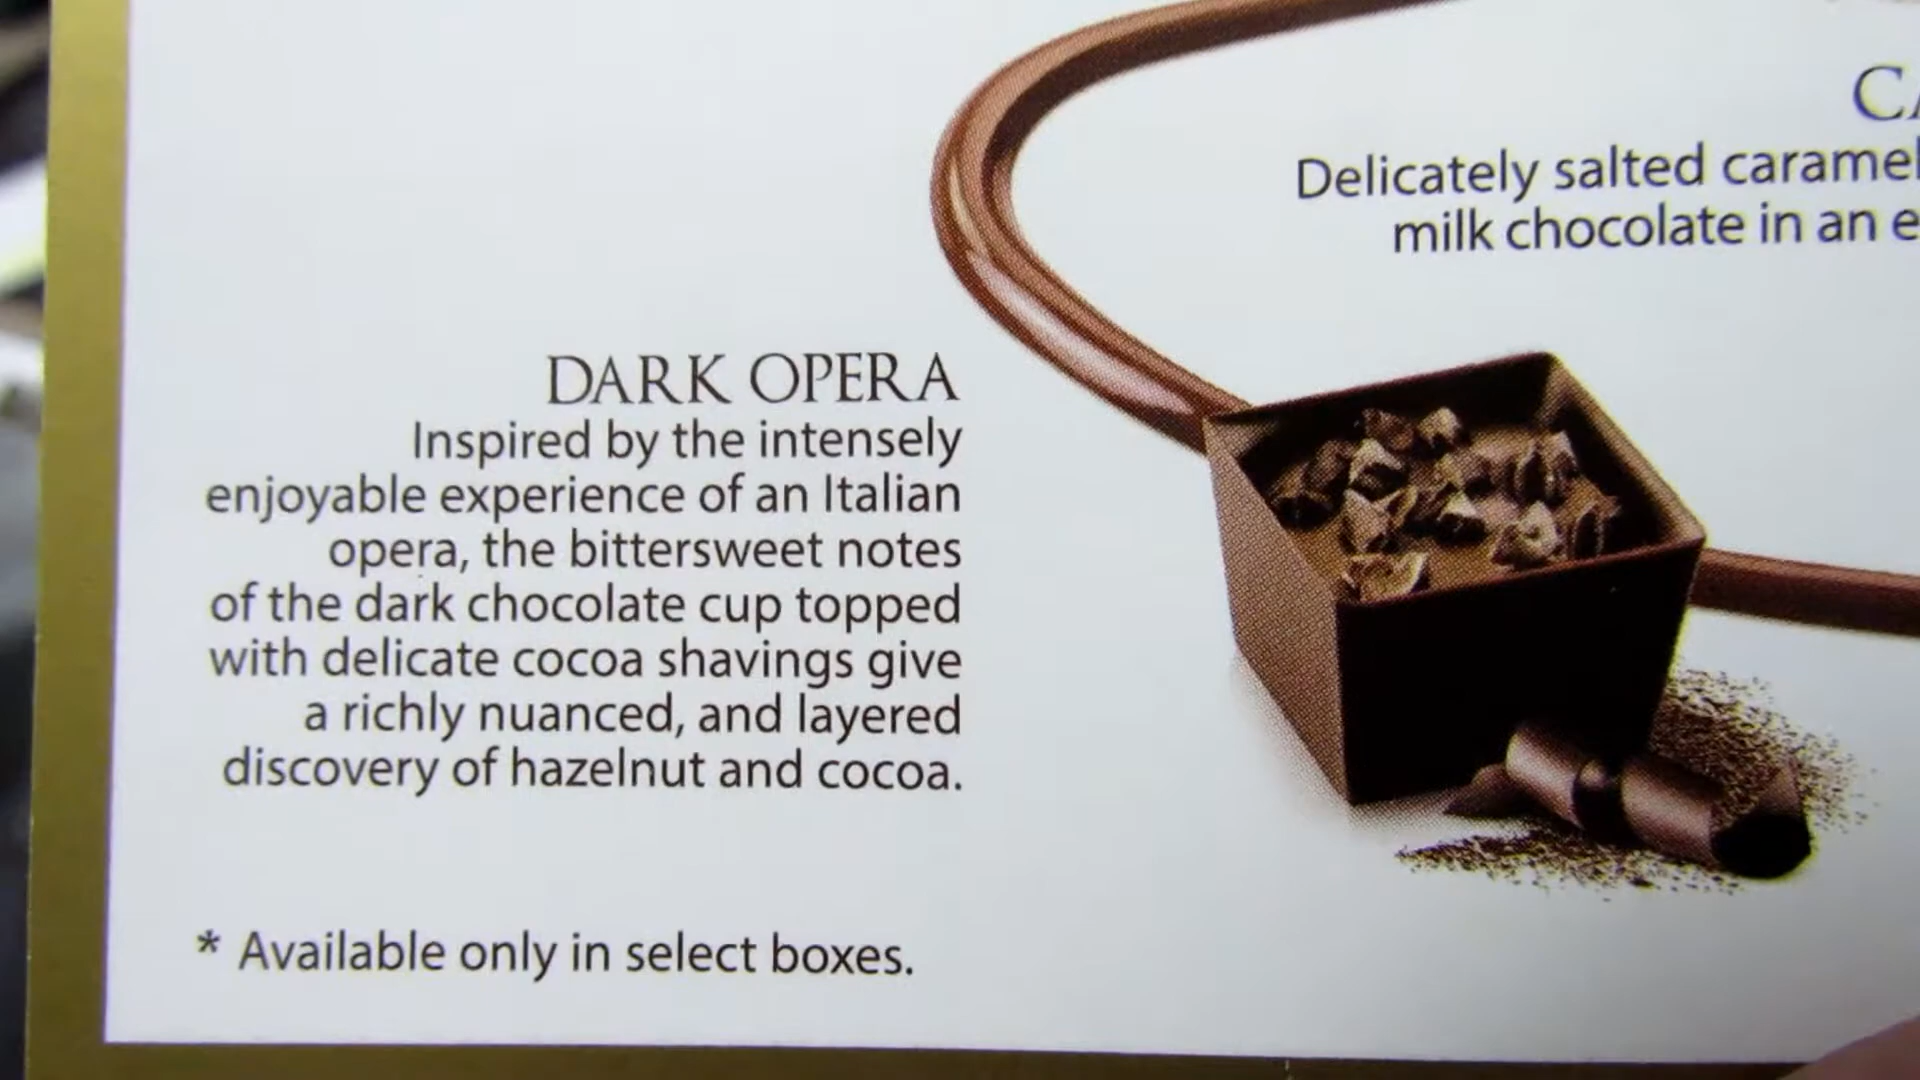 Delicately salted caramel
milk chocolate in an
DARK OPERA
Inspired by the intensely
enjoyable experience of an Italian
opera, the bittersweet notes
of the dark chocolate cup topped
with delicate cocoa shavings give
a richly nuanced, and layered
discovery of hazelnut and cocoa.
* Available only in select boxes.